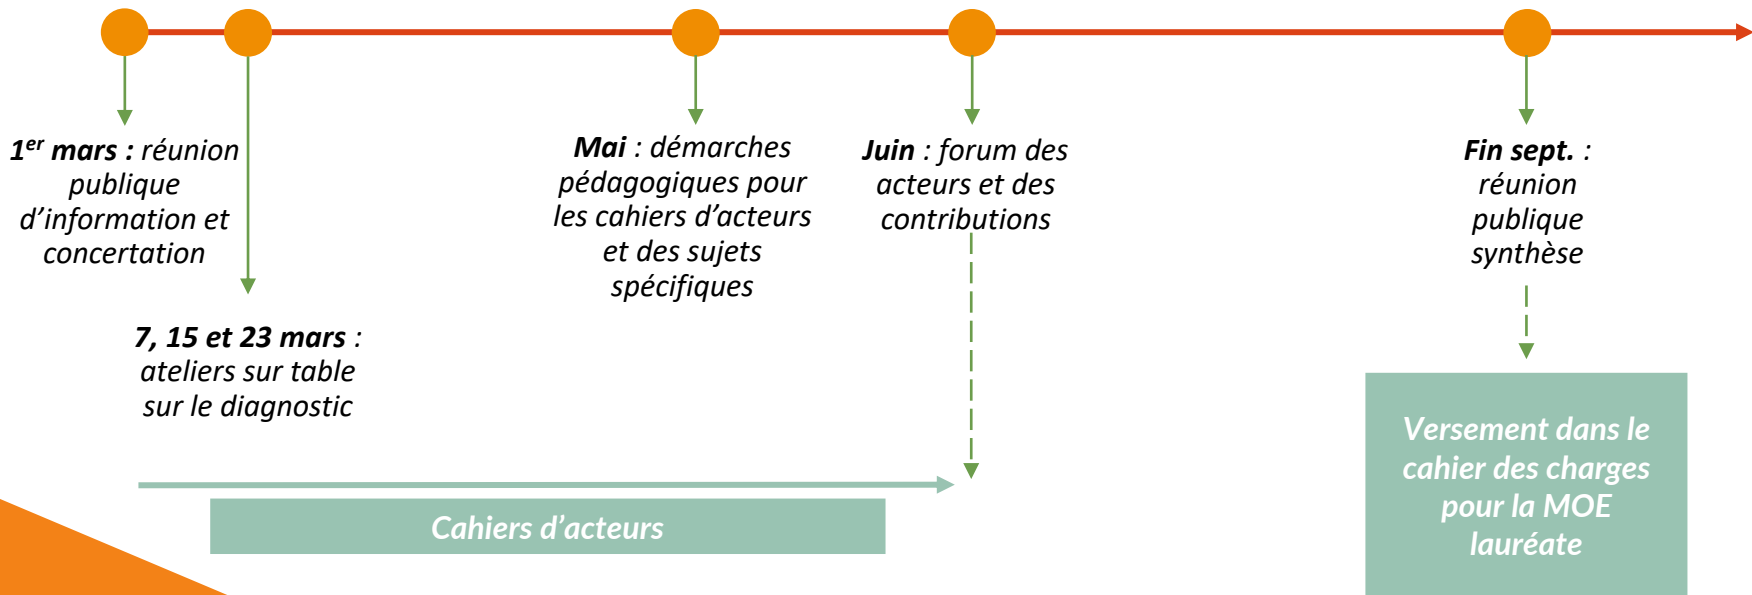 1er mars : réunion
publique
d’information et
concertation
7, 15 et 23 mars :
ateliers sur table
sur le diagnostic
Mai : démarches
pédagogiques pour
les cahiers d’acteurs
et des sujets
spécifiques
Juin : forum des
acteurs et des
contributions
Fin sept. :
réunion
publique
synthèse
Cahiers d’acteurs
Versement dans le
cahier des charges
pour la MOE
lauréate